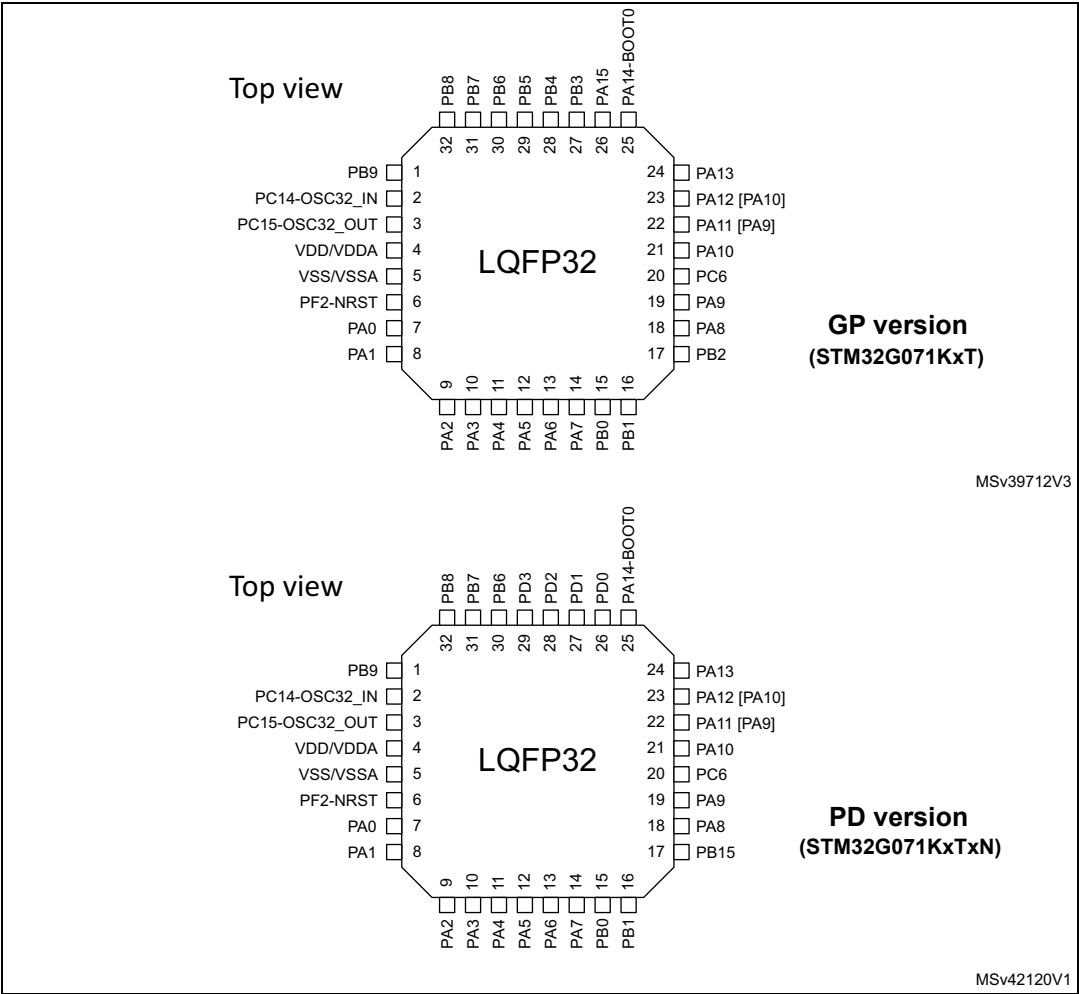 Top view
PB8 PB7 PB6 PB5 PB4 PB3 PA15 PA14-BOOT0
32 31 30 29 28 27 26 25
PB9 1 24 PA13
PC14-OSC32_IN 2 23 PA12 [PA10]
PC15-OSC32_OUT 3 22 PA11 [PA9]
VDD/VDDA 4 21 PA10
LQFP32
VSS/VSSA 5 20 PC6
PF2-NRST 6 19 PA9
PA0 7 18 PA8
PA1 8 17 PB2
GP version
(STM32G071KxT)
9 10 11 12 13 14 15 16
PA2 PA3 PA4 PA5 PA6 PA7 PB0 PB1
MSv39712V3
Top view
PB8 PB7 PB6 PD3 PD2 PD1 PD0 PA14-BOOT0
32 31 30 29 28 27 26 25
PB9 1 24 PA13
PC14-OSC32_IN 2 23 PA12 [PA10]
PC15-OSC32_OUT 3 22 PA11 [PA9]
VDD/VDDA 4 21 PA10
LQFP32
VSS/VSSA 5 20 PC6
PF2-NRST 6 19 PA9
PA0 7 18 PA8
PA1 8 17 PB15
PD version
(STM32G071KxTxN)
9 10 11 12 13 14 15 16
PA2 PA3 PA4 PA5 PA6 PA7 PB0 PB1
MSv42120V1